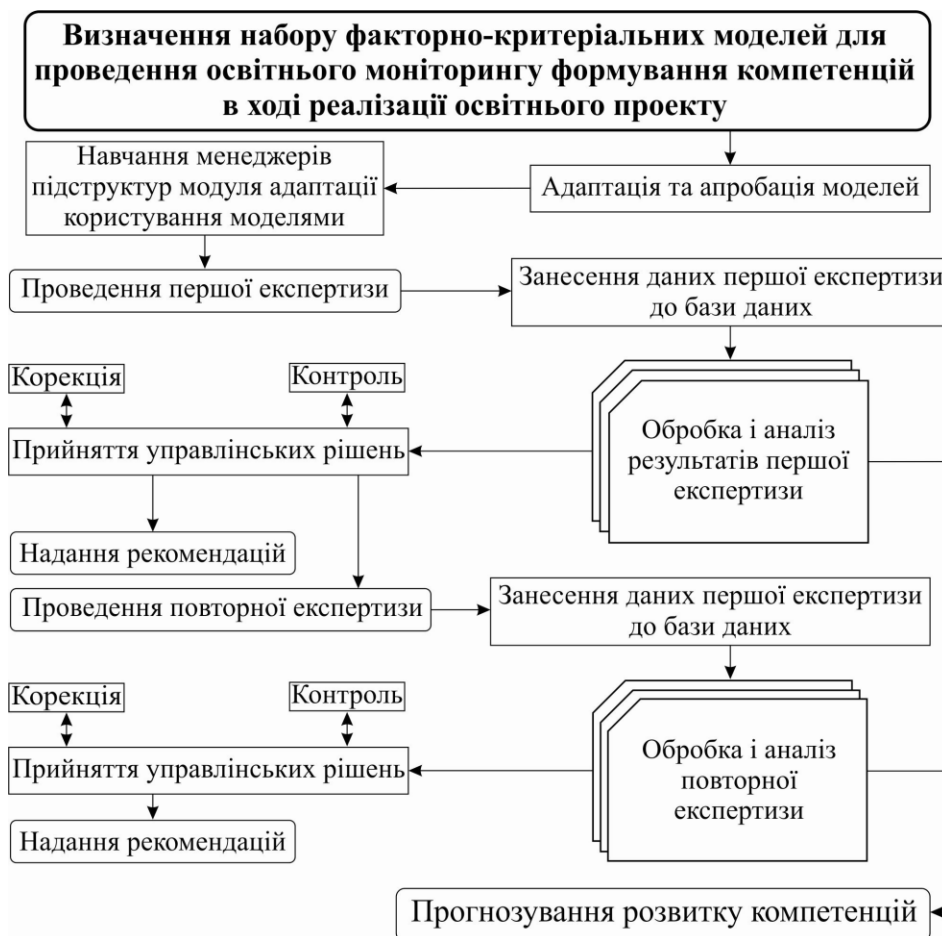 Визначення набору факторно-критеріальних моделей для
проведення освітнього моніторингу формування компетенцій
в ході реалізації освітнього проекту
Навчання менеджерів
підструктур модуля адаптації
користування моделями
Адаптація та апробація моделей
Проведення першої експертизи
Занесення даних першої експертизи
до бази даних
Корекція
Контроль
Прийняття управлінських рішень
Обробка і аналіз
результатів першої
експертизи
Надання рекомендацій
Проведення повторної експертизи
Занесення даних першої експертизи
до бази даних
Корекція
Контроль
Прийняття управлінських рішень
Обробка і аналіз
повторної
експертизи
Надання рекомендацій
Прогнозування розвитку компетенцій